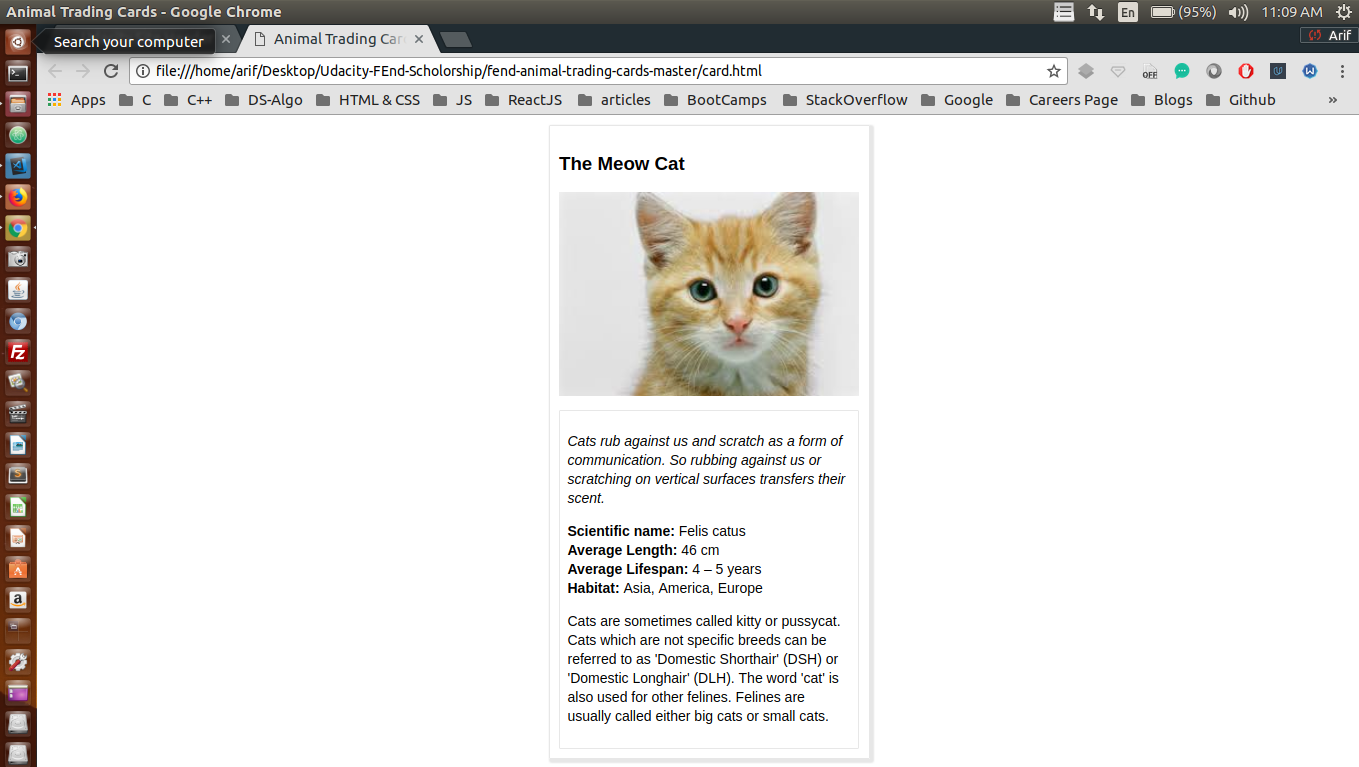 Animal Trading Cards - Google Chrome
En
(95%)
11:09 AM
Search your computer
Animal Trading Car
Arif
file:///home/arif/Desktop/Udacity-FEnd-Scholorship/fend-animal-trading-cards-master/card.html
OFF
Apps
C
C++
DS-Algo
HTML & CSS
JS
ReactJS
articles
BootCamps
StackOverflow
Google
Careers Page
Blogs
Github
»
The Meow Cat
Cats rub against us and scratch as a form of
communication. So rubbing against us or
scratching on vertical surfaces transfers their
scent.
Scientific name: Felis catus
Average Length: 46 cm
Average Lifespan: 4 – 5 years
Habitat: Asia, America, Europe
Cats are sometimes called kitty or pussycat.
Cats which are not specific breeds can be
referred to as 'Domestic Shorthair' (DSH) or
'Domestic Longhair' (DLH). The word 'cat' is
also used for other felines. Felines are
usually called either big cats or small cats.